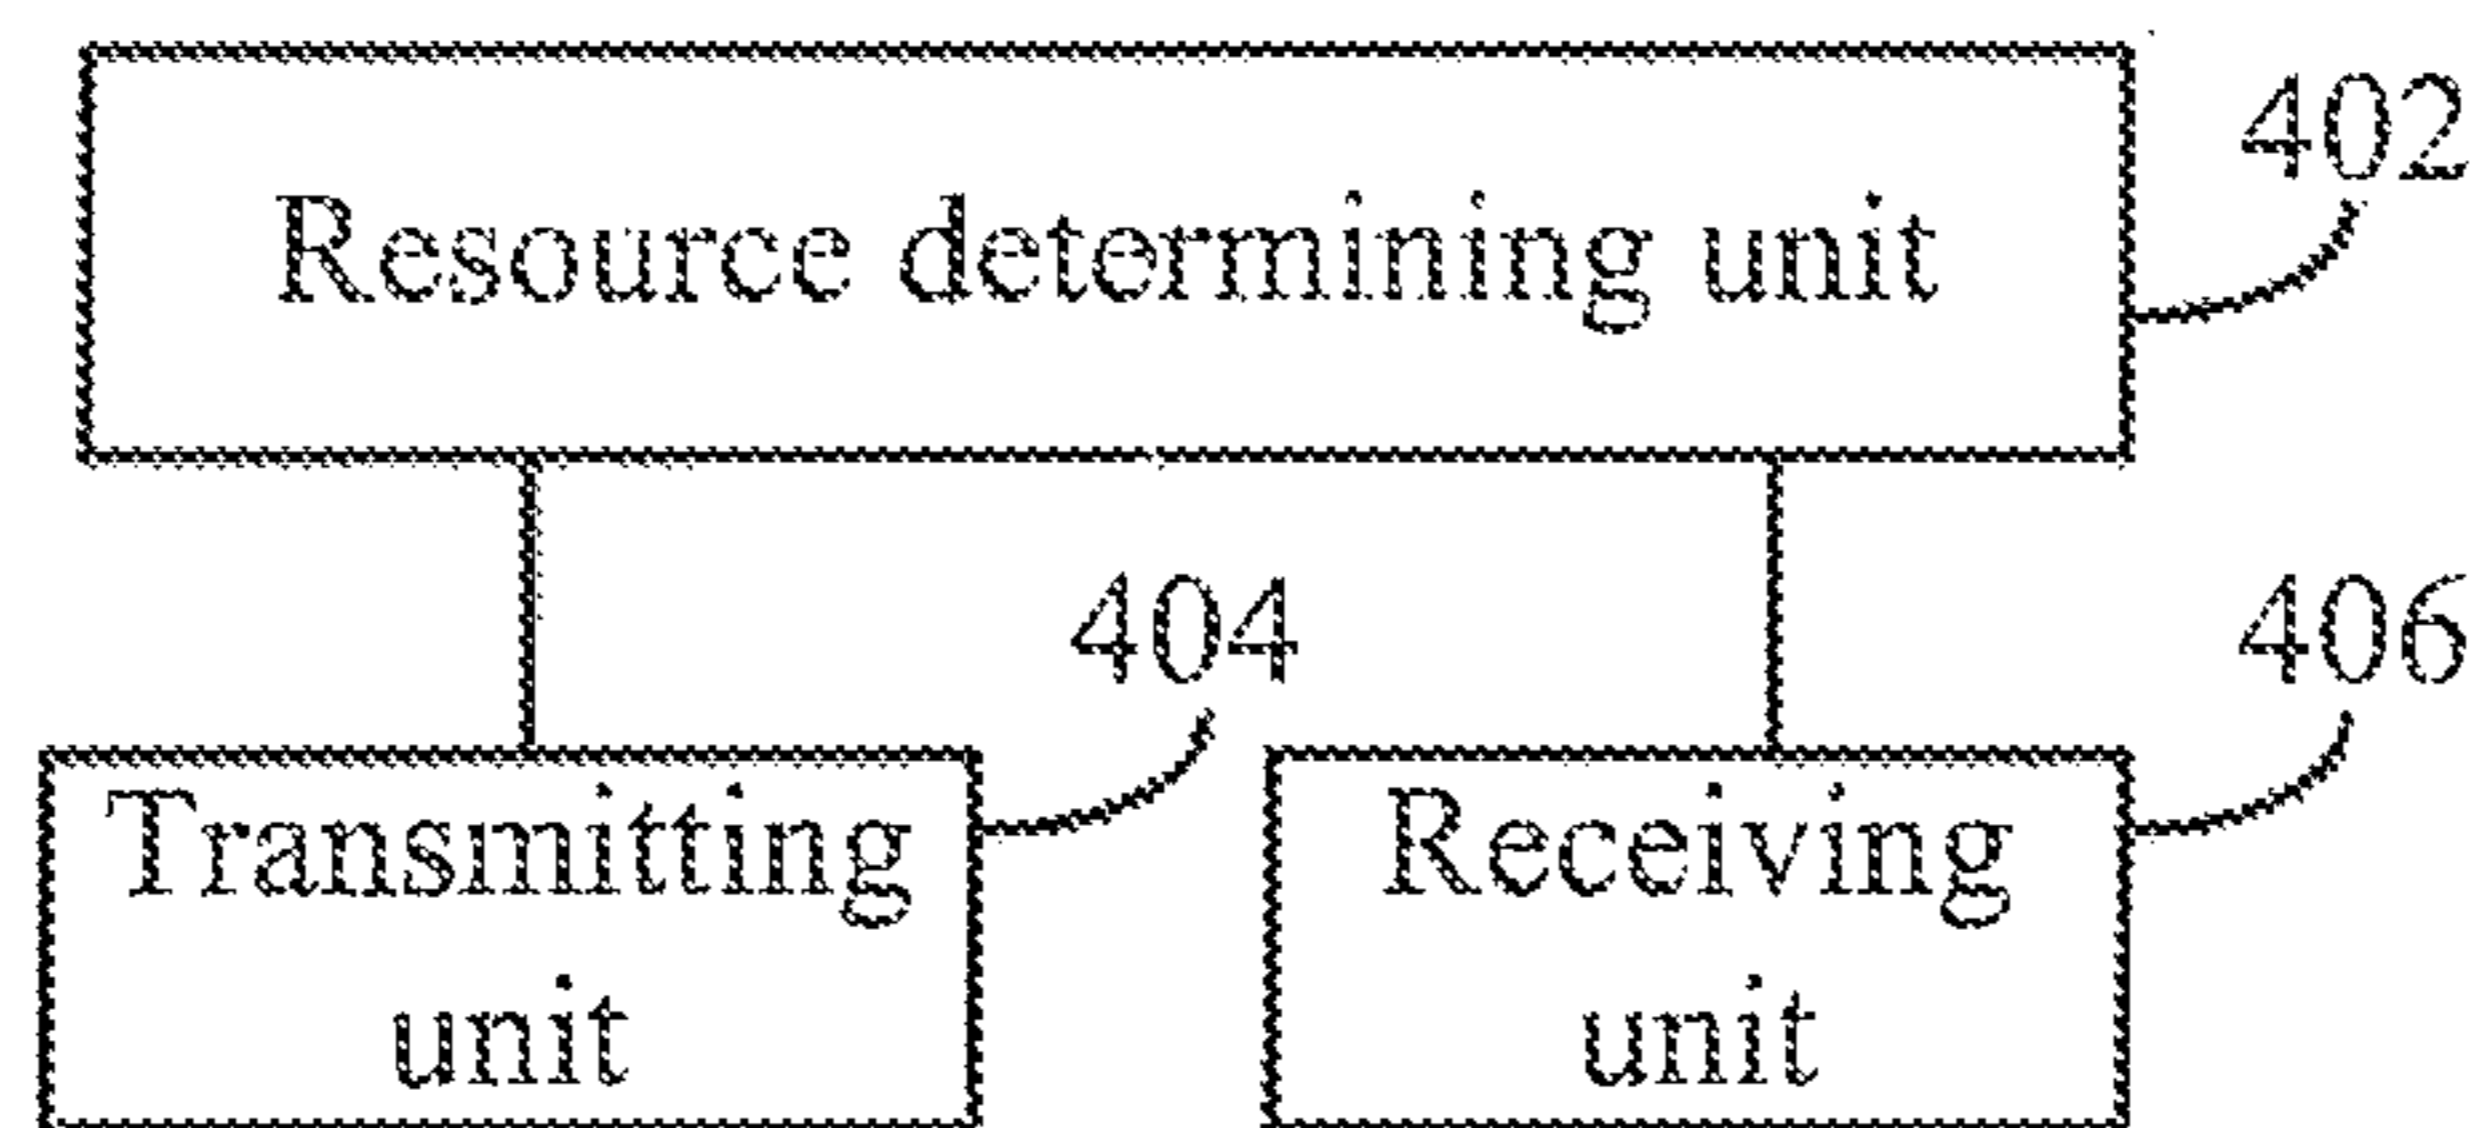 402
Resource determining unit
404
406
Transmitting
unit
Receiving
unit